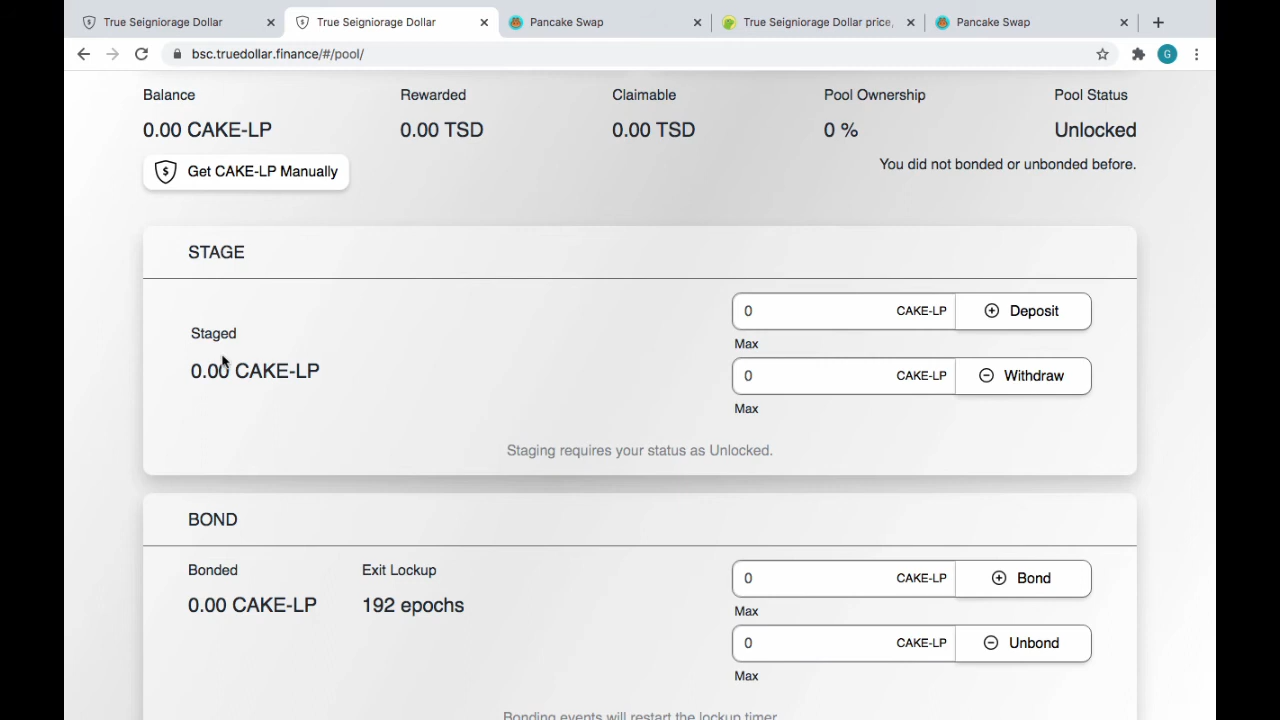 True Seigniorage Dollar
True Seigniorage Dollar
Pancake Swap
True Seigniorage Dollar price,
Pancake Swap
bsc.truedollar.finance/#/pool/
G
Balance Rewarded Claimable Pool Ownership Pool Status
0.00 CAKE-LP 0.00 TSD 0.00 TSD 0 % Unlocked
$ Get CAKE-LP Manually You did not bonded or unbonded before.
STAGE
0 CAKE-LP Deposit
Staged
Max
0.00 CAKE-LP
0 CAKE-LP Withdraw
Max
Staging requires your status as Unlocked.
BOND
Bonded Exit Lockup
0.00 CAKE-LP 192 epochs
0 CAKE-LP Bond
Max
0 CAKE-LP Unbond
Max
Bonding events will restart the lockup timer